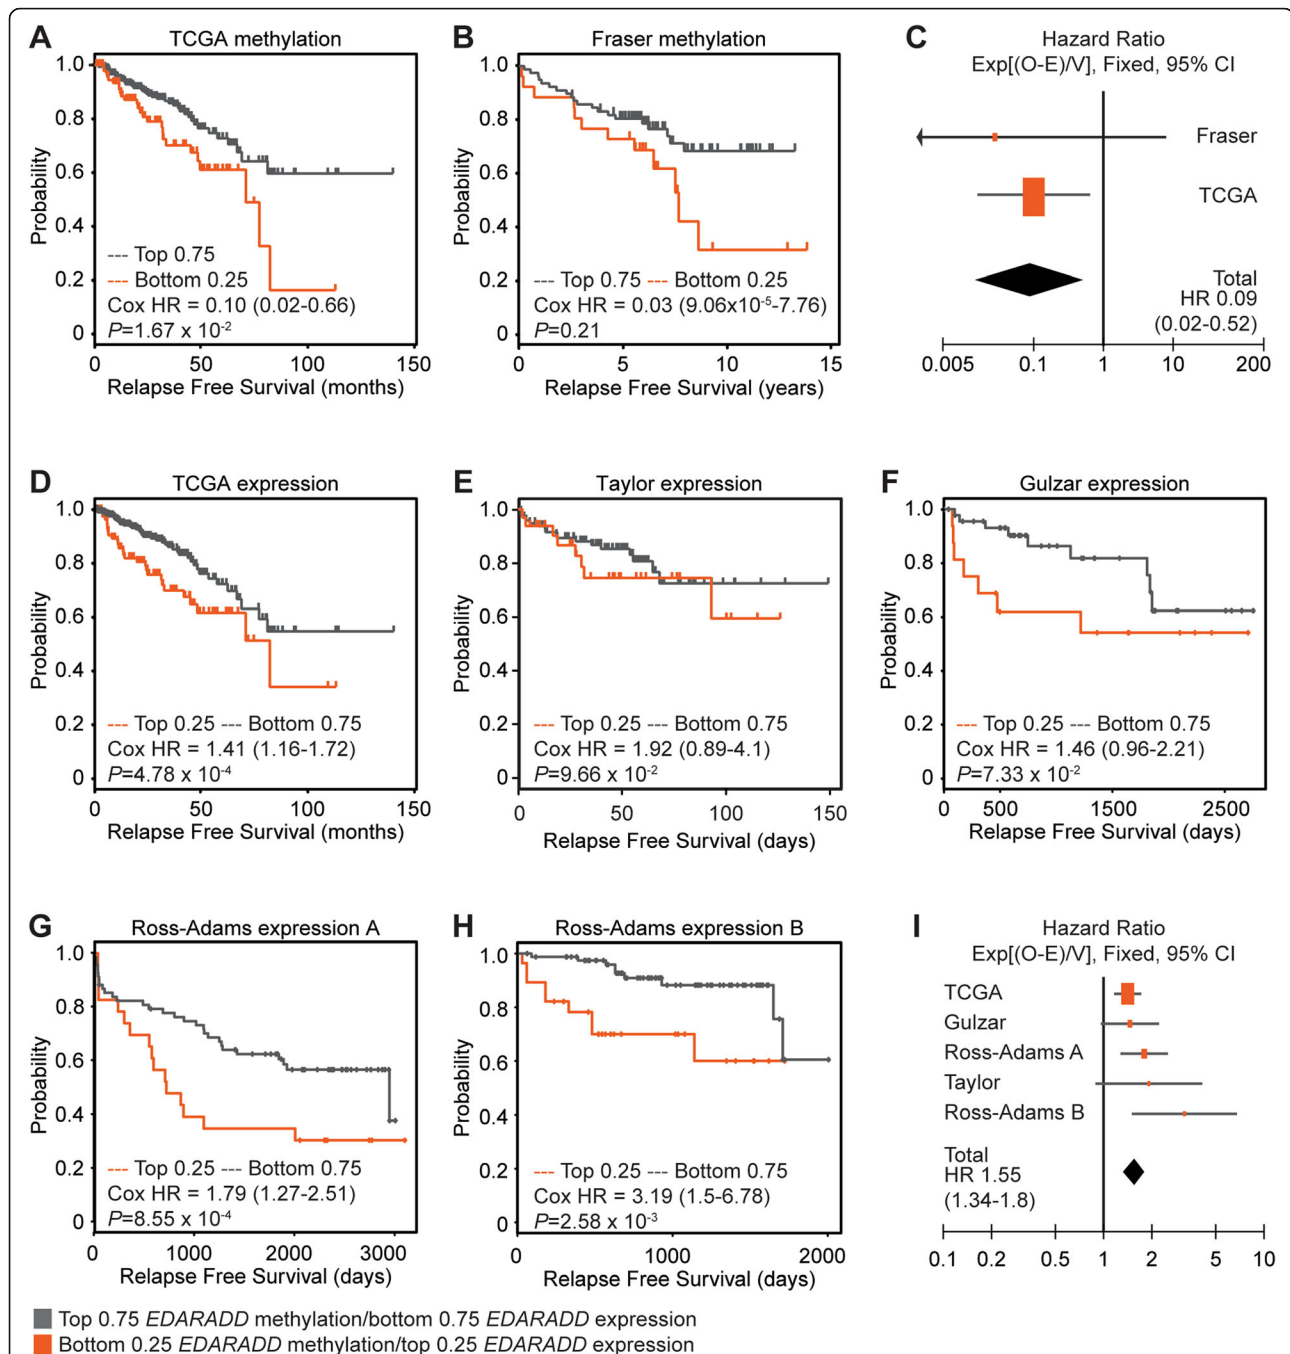 A
TCGA methylation
1.0
0.8
0.6
0.4
0.2
0
Probability
--- Top 0.75
--- Bottom 0.25
Cox HR = 0.10 (0.02-0.66)
P=1.67 x 10-2
0 50 100 150
Relapse Free Survival (months)
B
Fraser methylation
1.0
0.8
0.6
0.4
0.2
0
Probability
--- Top 0.75 --- Bottom 0.25
Cox HR = 0.03 (9.06x10-5-7.76)
P=0.21
0 5 10 15
Relapse Free Survival (years)
C
Hazard Ratio
Exp[(O-E)/V], Fixed, 95% CI
Fraser
TCGA
Total
HR 0.09
(0.02-0.52)
0.005 0.1 1 10 200
D
TCGA expression
1.0
0.8
0.6
0.4
0.2
0
Probability
--- Top 0.25 --- Bottom 0.75
Cox HR = 1.41 (1.16-1.72)
P=4.78 x 10-4
0 50 100 150
Relapse Free Survival (months)
E
Taylor expression
1.0
0.8
0.6
0.4
0.2
0
Probability
--- Top 0.25 --- Bottom 0.75
Cox HR = 1.92 (0.89-4.1)
P=9.66 x 10-2
0 50 100 150
Relapse Free Survival (days)
F
Gulzar expression
1.0
0.8
0.6
0.4
0.2
0
Probability
--- Top 0.25 --- Bottom 0.75
Cox HR = 1.46 (0.96-2.21)
P=7.33 x 10-2
0 500 1500 2500
Relapse Free Survival (days)
G
Ross-Adams expression A
1.0
0.8
0.6
0.4
0.2
0
Probability
--- Top 0.25 --- Bottom 0.75
Cox HR = 1.79 (1.27-2.51)
P=8.55 x 10-4
0 1000 2000 3000
Relapse Free Survival (days)
H
Ross-Adams expression B
1.0
0.8
0.6
0.4
0.2
0
Probability
--- Top 0.25 --- Bottom 0.75
Cox HR = 3.19 (1.5-6.78)
P=2.58 x 10-3
0 1000 2000
Relapse Free Survival (days)
I
Hazard Ratio
Exp[(O-E)/V], Fixed, 95% CI
TCGA
Gulzar
Ross-Adams A
Taylor
Ross-Adams B
Total
HR 1.55
(1.34-1.8)
0.1 0.2 0.5 1 2 5 10
Top 0.75 EDARADD methylation/bottom 0.75 EDARADD expression
Bottom 0.25 EDARADD methylation/top 0.25 EDARADD expression